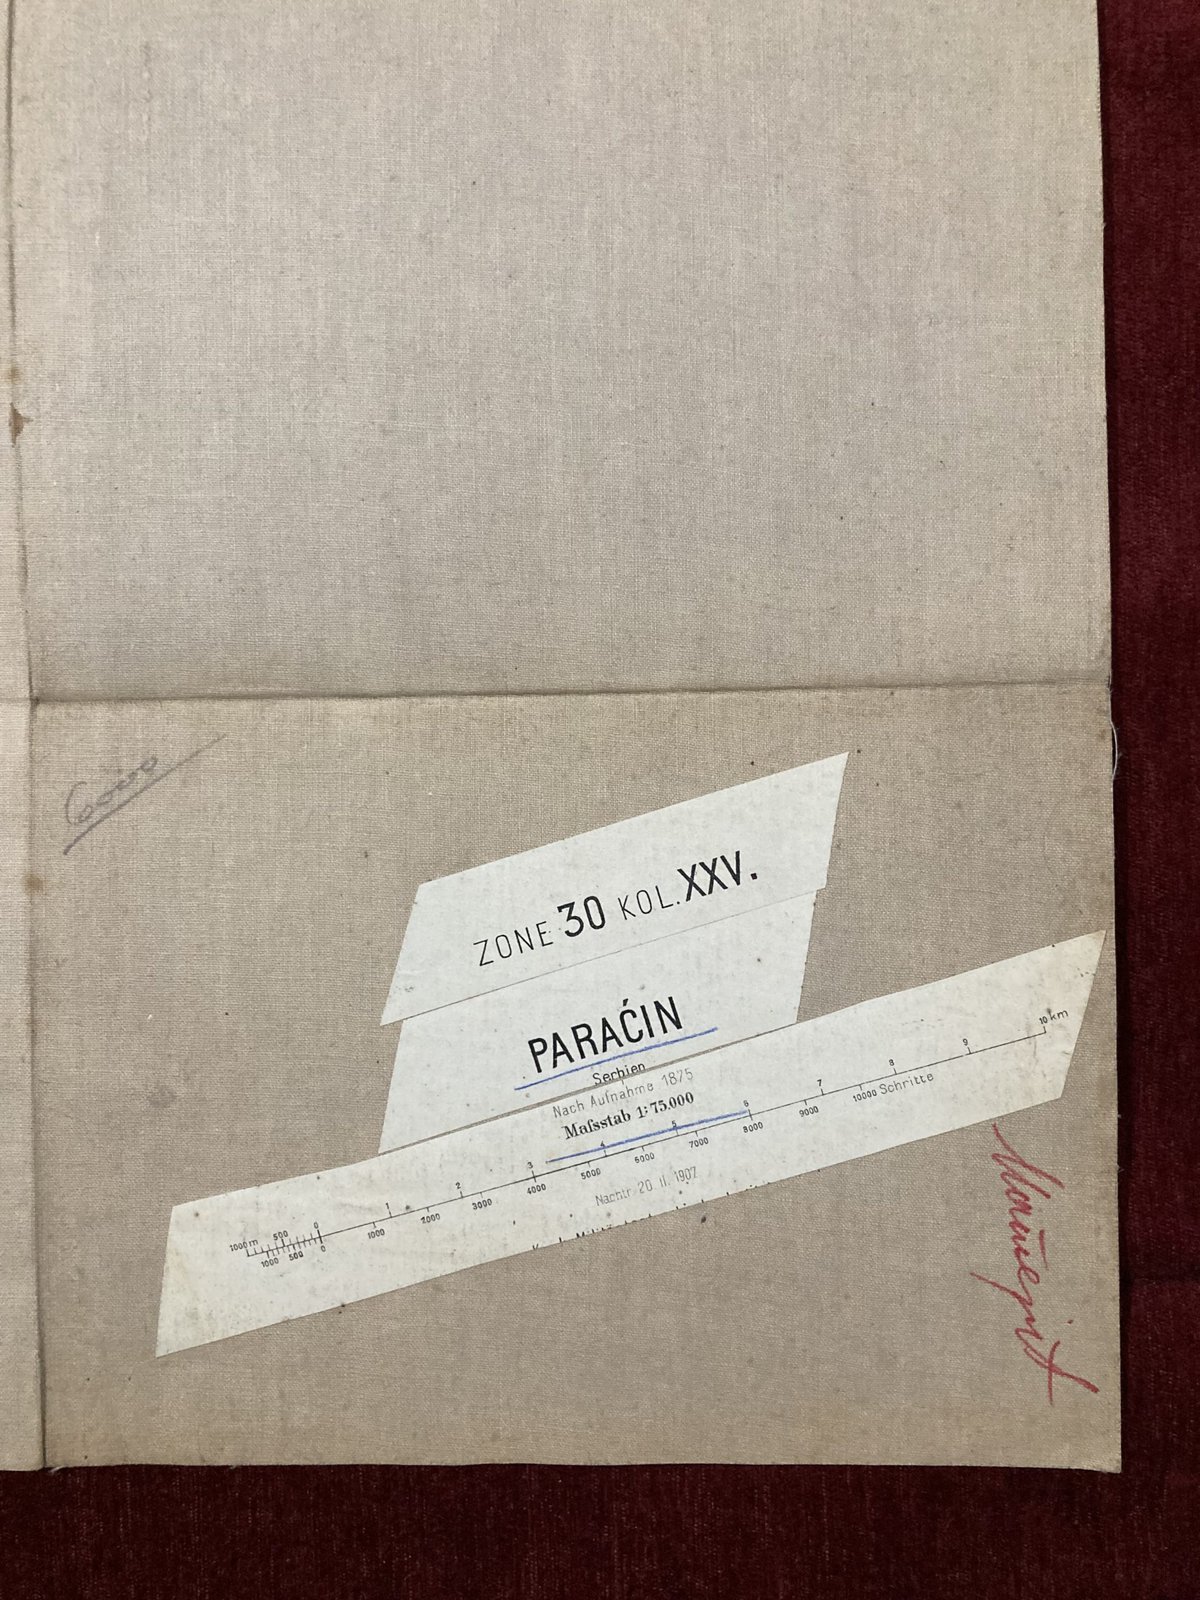 6000
ZONE 30 KOL. XXV.
PARAĆIN
Serbien
Nach Aufnahme 1875
Maſsstab 1:75.000
1000 m 500 0 1 2 3 4 5 6 7 8 9 10 km
1000 500 0 1000 2000 3000 4000 5000 6000 7000 8000 9000 10000 Schritte
Nachtr. 20 II. 1907